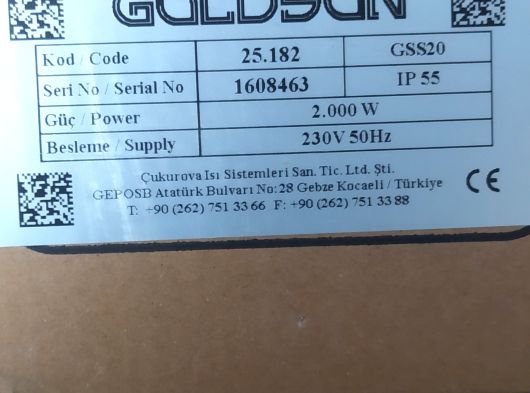 GOLDSUN
Kod / Code 25.182 GSS20
Seri No / Serial No 1608463 IP 55
Güç / Power 2.000 W
Besleme / Supply 230V 50Hz
Çukurova Isı Sistemleri San. Tic. Ltd. Şti.
GEPOSB Atatürk Bulvarı No:28 Gebze Kocaeli / Türkiye
T: +90 (262) 751 33 66 F: +90 (262) 751 33 88
CE